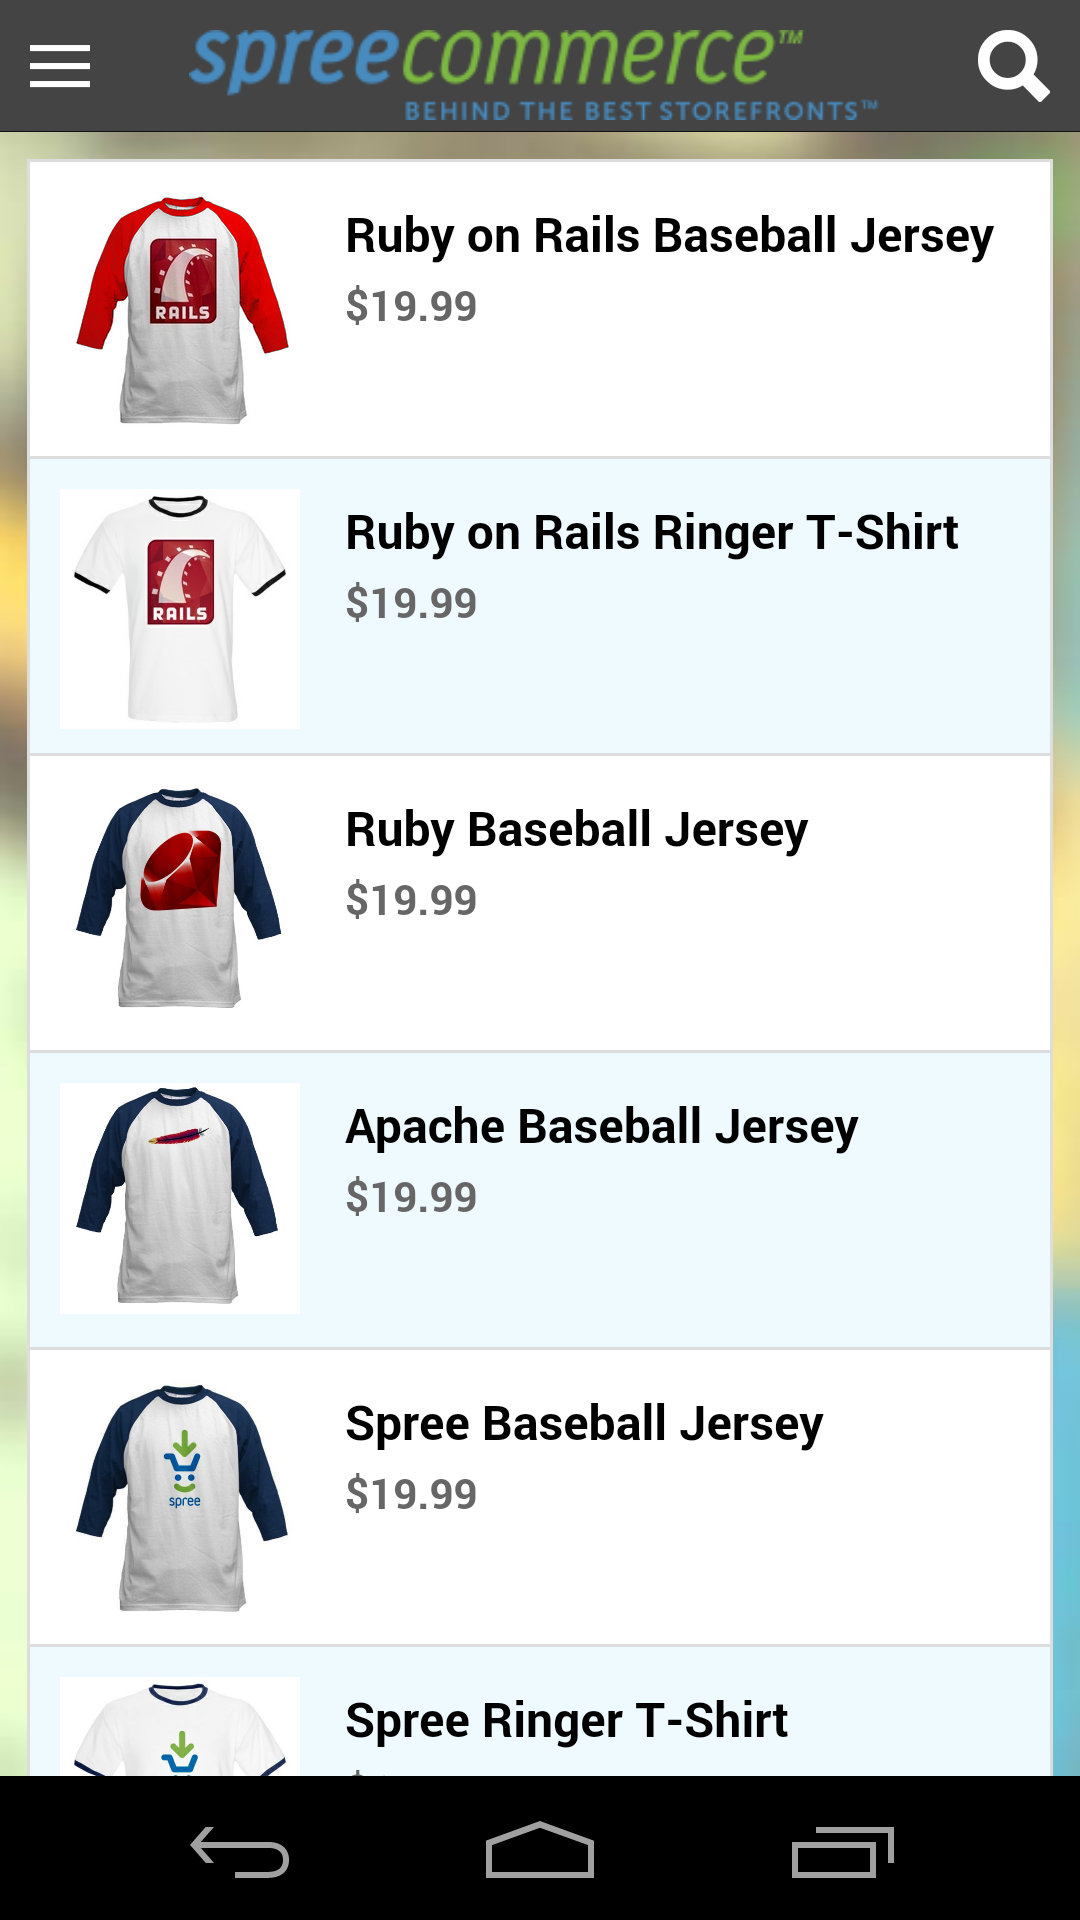 spreecommerce™
BEHIND THE BEST STOREFRONTS™
RAILS
Ruby on Rails Baseball Jersey
$19.99
RAILS
Ruby on Rails Ringer T-Shirt
$19.99
Ruby Baseball Jersey
$19.99
Apache Baseball Jersey
$19.99
spree
Spree Baseball Jersey
$19.99
Spree Ringer T-Shirt